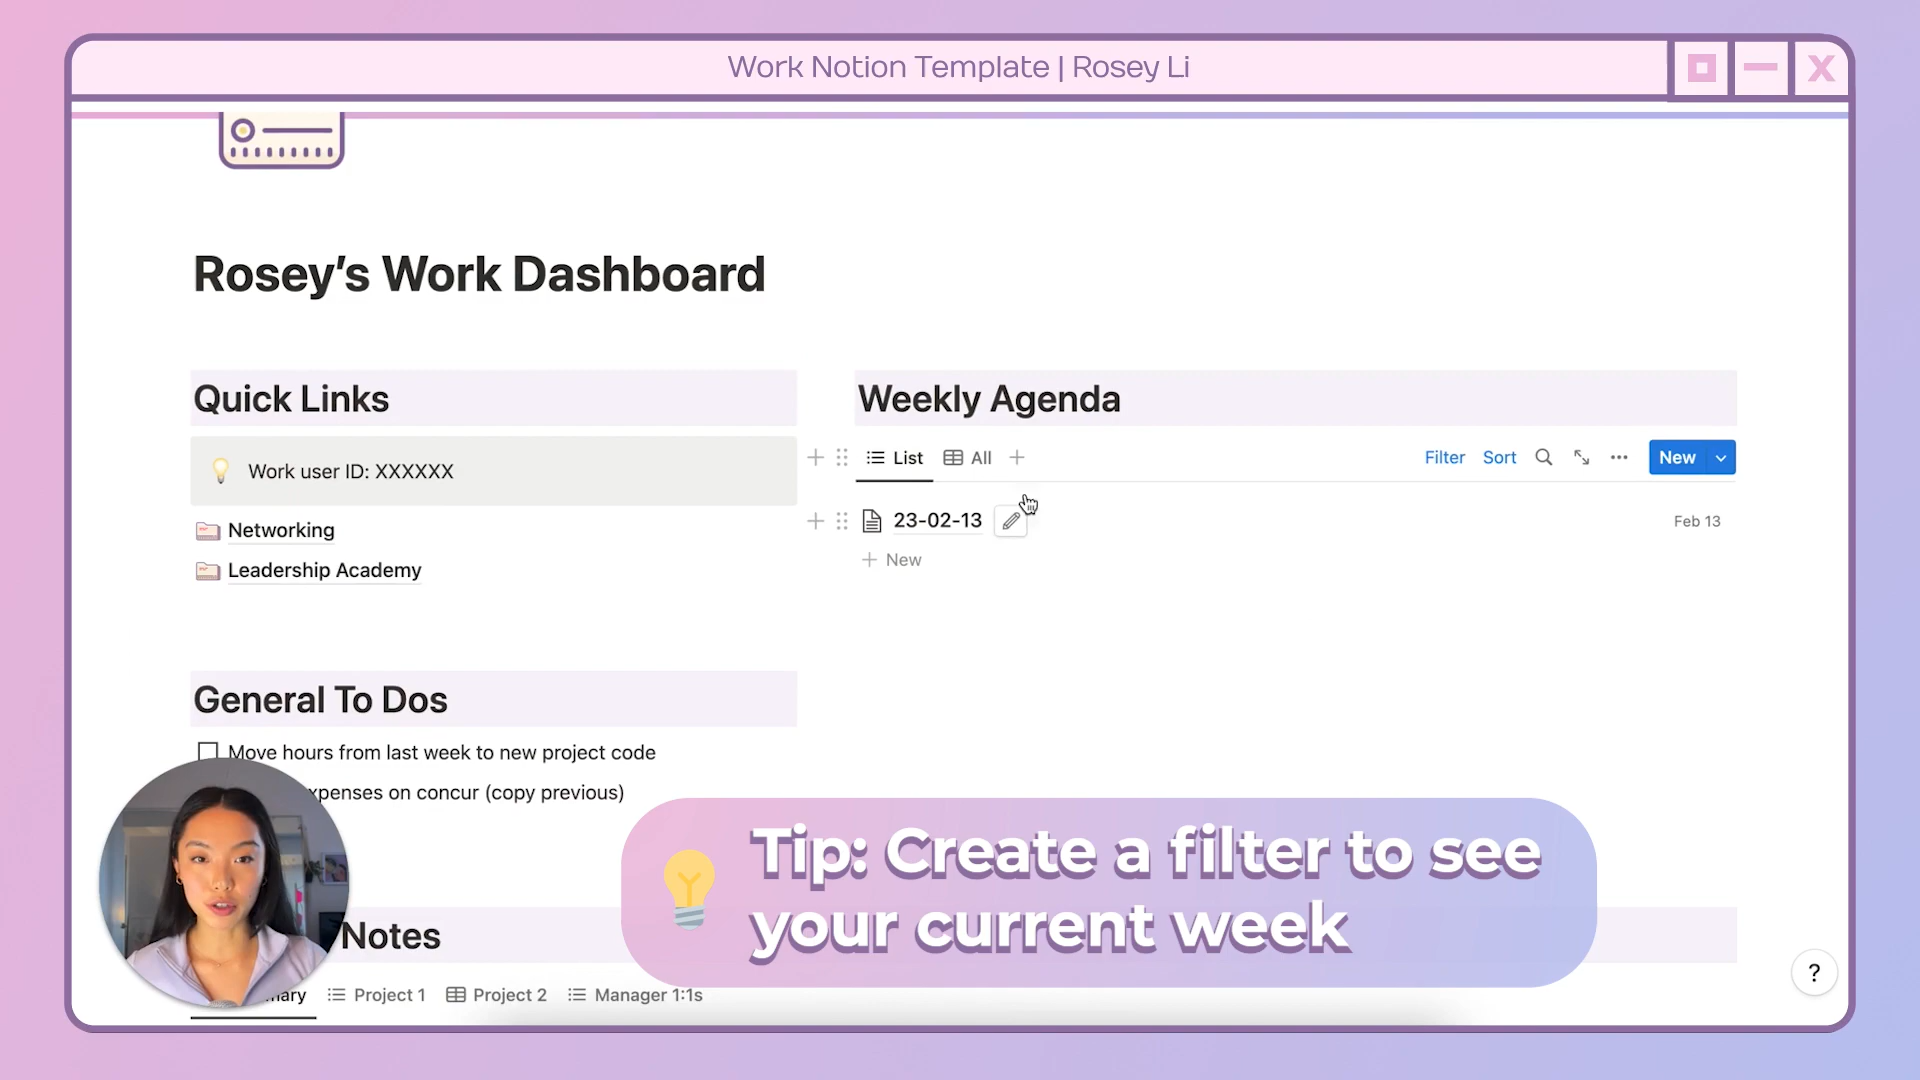 Work Notion Template | Rosey Li
Rosey's Work Dashboard
Quick Links
Work user ID: XXXXXX
Networking
Leadership Academy
Weekly Agenda
List All
Filter Sort New
23-02-13 Feb 13
New
General To Dos
Move hours from last week to new project code
on concur (copy previous)
Tip: Create a filter to see
your current week
Notes
Project 1 Project 2 Manager 1:1s
?